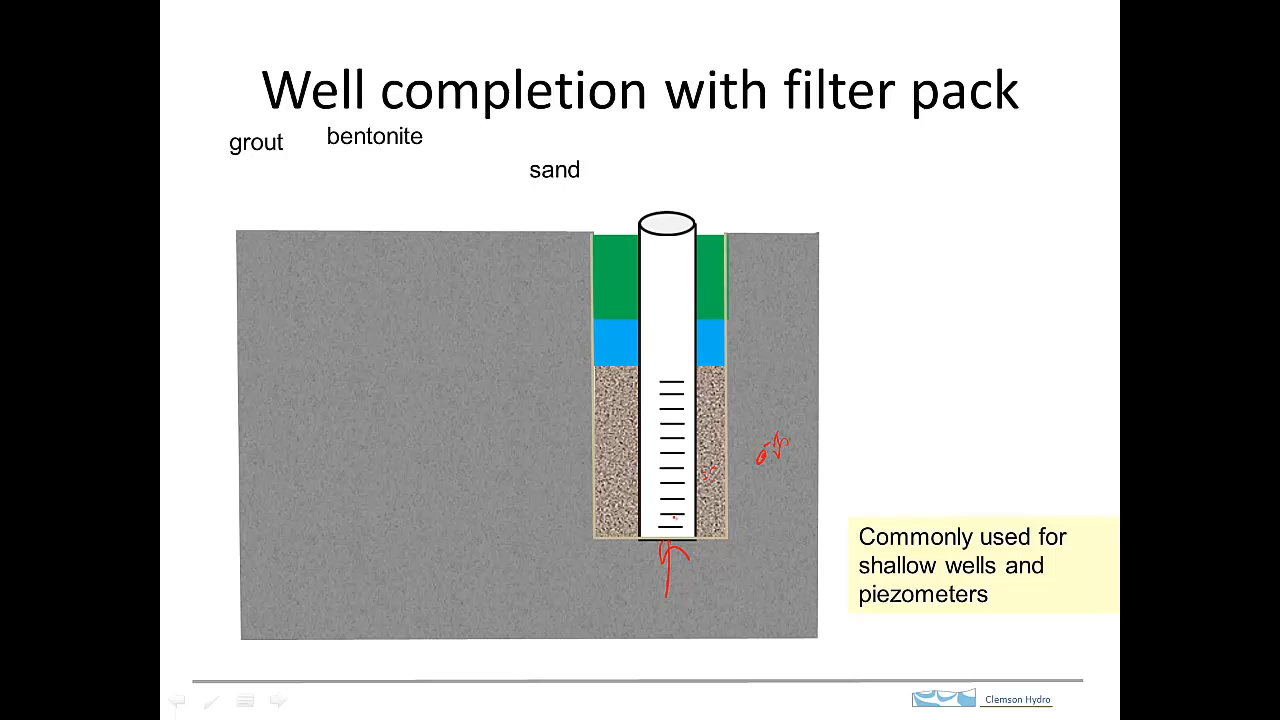 Well completion with filter pack
grout
bentonite
sand
Commonly used for
shallow wells and
piezometers
Clemson Hydro